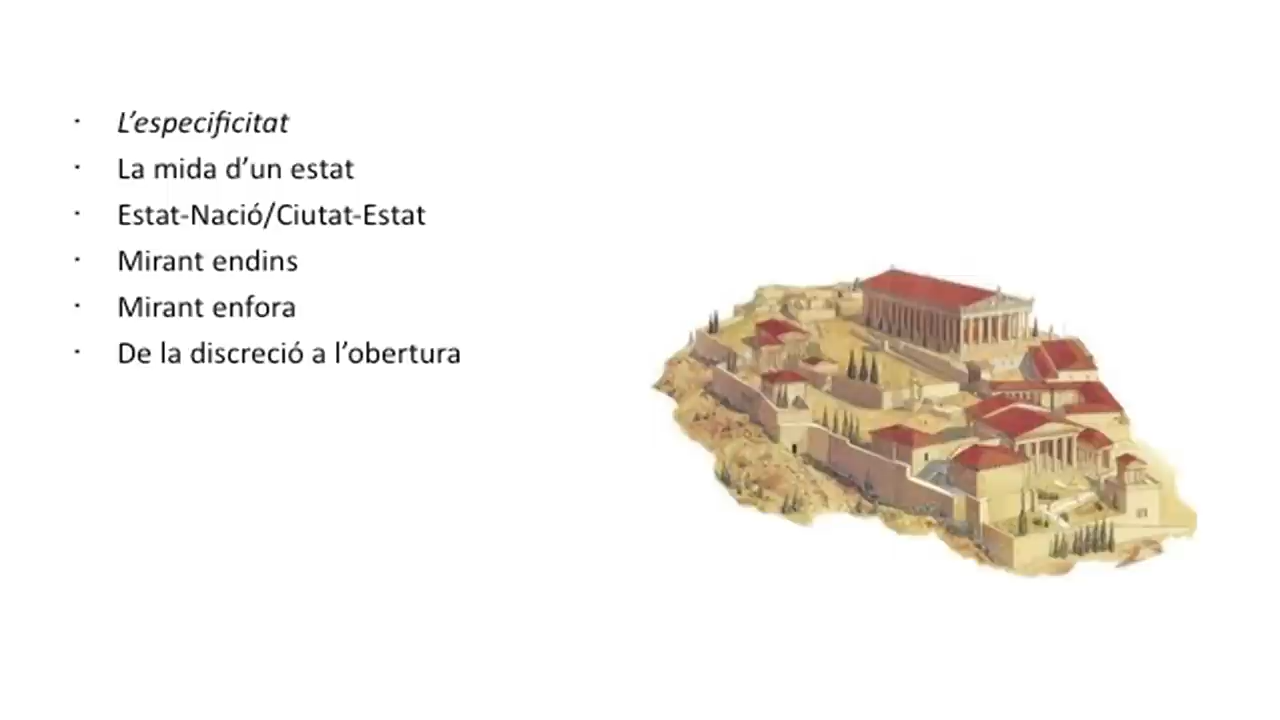 · L’especificitat
· La mida d’un estat
· Estat-Nació/Ciutat-Estat
· Mirant endins
· Mirant enfora
· De la discreció a l’obertura